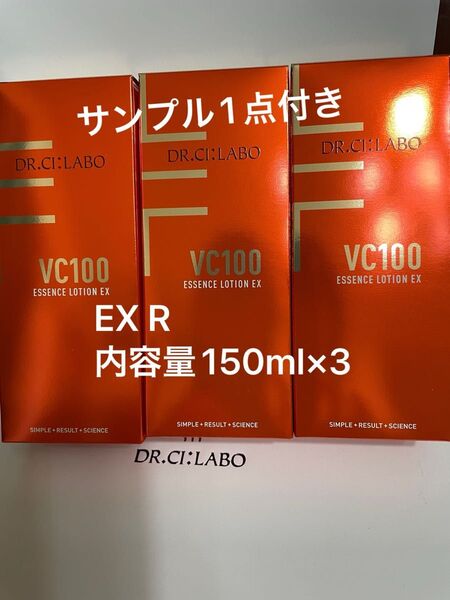 サンプル1点付き
DR.CI:LABO
VC100
ESSENCE LOTION EX
SIMPLE+RESULT+SCIENCE
DR.CI:LABO
VC100
ESSENCE LOTION EX
SIMPLE+RESULT+SCIENCE
DR.CI:LABO
VC100
ESSENCE LOTION EX
SIMPLE+RESULT+SCIENCE
EX R
内容量150ml×3
DR.CI:LABO